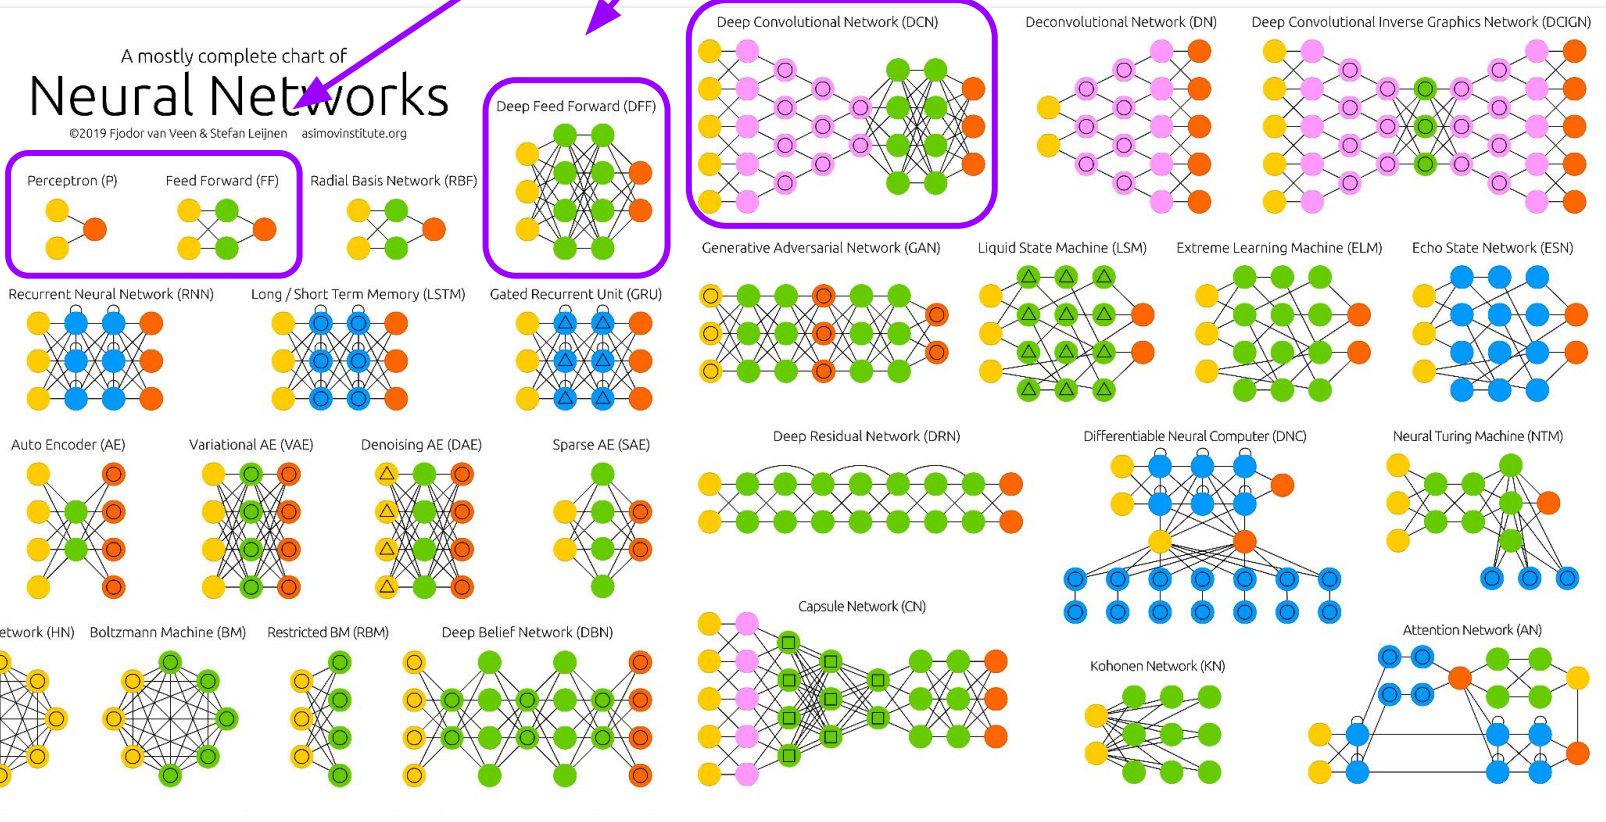 A mostly complete chart of
Neural Networks
©2019 Fjodor van Veen & Stefan Leijnen asimovinstitute.org
Deep Feed Forward (DFF)
Perceptron (P)
Feed Forward (FF)
Radial Basis Network (RBF)
Recurrent Neural Network (RNN)
Long / Short Term Memory (LSTM)
Gated Recurrent Unit (GRU)
Auto Encoder (AE)
Variational AE (VAE)
Denoising AE (DAE)
Sparse AE (SAE)
etwork (HN)
Boltzmann Machine (BM)
Restricted BM (RBM)
Deep Belief Network (DBN)
Deep Convolutional Network (DCN)
Deconvolutional Network (DN)
Deep Convolutional Inverse Graphics Network (DCIGN)
Generative Adversarial Network (GAN)
Liquid State Machine (LSM)
Extreme Learning Machine (ELM)
Echo State Network (ESN)
Deep Residual Network (DRN)
Differentiable Neural Computer (DNC)
Neural Turing Machine (NTM)
Capsule Network (CN)
Kohonen Network (KN)
Attention Network (AN)